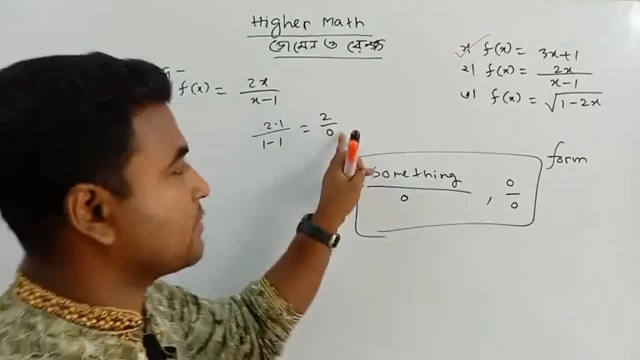 Higher Math
ডোমেন ও রেঞ্জ
f(x) = 2x / x-1
2·1 / 1-1 = 2/0
১) f(x) = 3x+1
২) f(x) = 2x / x-1
৩) f(x) = √1-2x
Something / 0 , 0/0
form